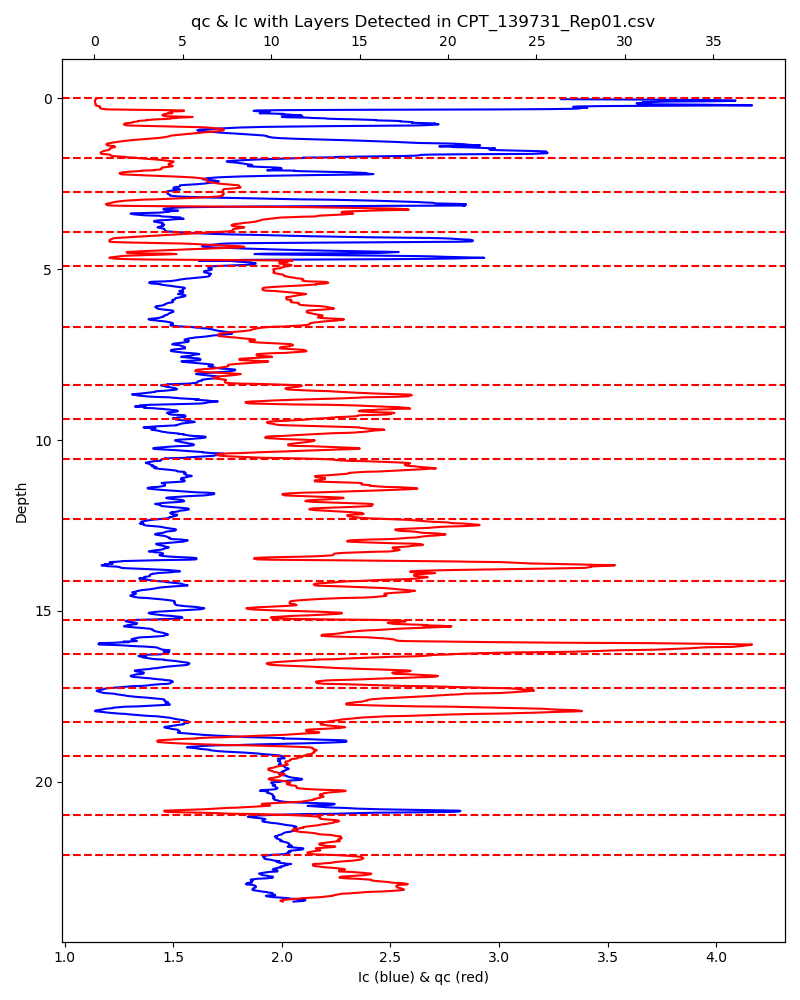 qc & Ic with Layers Detected in CPT_139731_Rep01.csv
0 5 10 15 20 25 30 35
0
5
10
15
20
Depth
1.0 1.5 2.0 2.5 3.0 3.5 4.0
Ic (blue) & qc (red)